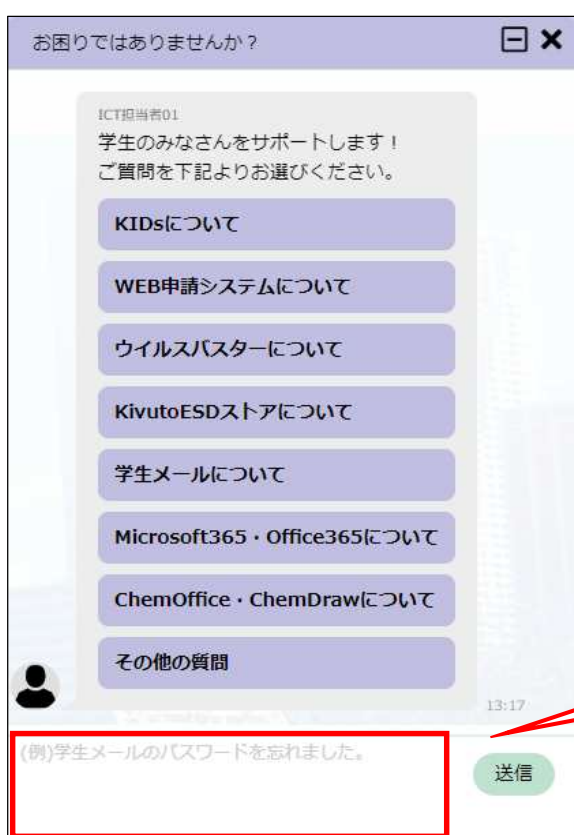 お困りではありませんか？
ICT担当者01
学生のみなさんをサポートします！
ご質問を下記よりお選びください。
KIDsについて
WEB申請システムについて
ウイルスバスターについて
KivutoESDストアについて
学生メールについて
Microsoft365・Office365について
ChemOffice・ChemDrawについて
その他の質問
13:17
(例)学生メールのパスワードを忘れました。
送信